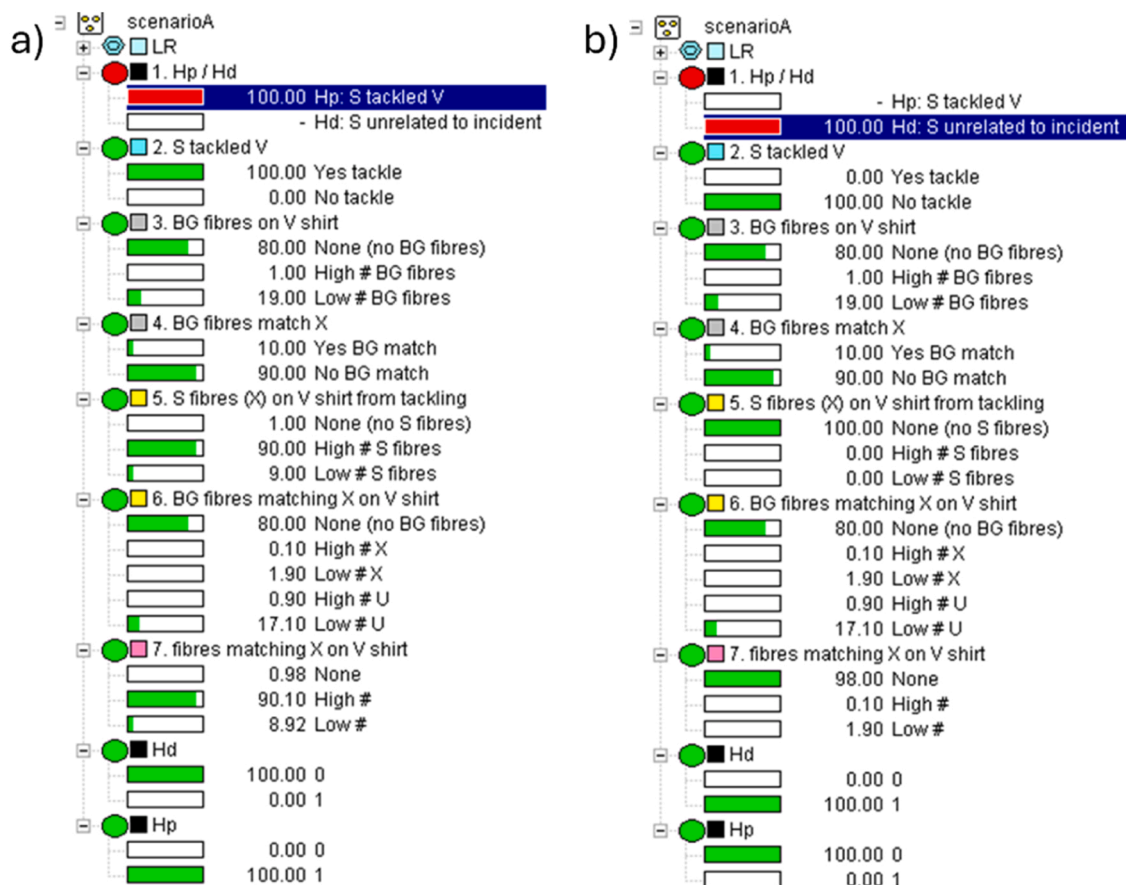 a)
scenarioA
LR
1. Hp / Hd
100.00 Hp: S tackled V
- Hd: S unrelated to incident
2. S tackled V
100.00 Yes tackle
0.00 No tackle
3. BG fibres on V shirt
80.00 None (no BG fibres)
1.00 High # BG fibres
19.00 Low # BG fibres
4. BG fibres match X
10.00 Yes BG match
90.00 No BG match
5. S fibres (X) on V shirt from tackling
1.00 None (no S fibres)
90.00 High # S fibres
9.00 Low # S fibres
6. BG fibres matching X on V shirt
80.00 None (no BG fibres)
0.10 High # X
1.90 Low # X
0.90 High # U
17.10 Low # U
7. fibres matching X on V shirt
0.98 None
90.10 High #
8.92 Low #
Hd
100.00 0
0.00 1
Hp
0.00 0
100.00 1
b)
scenarioA
LR
1. Hp / Hd
- Hp: S tackled V
100.00 Hd: S unrelated to incident
2. S tackled V
0.00 Yes tackle
100.00 No tackle
3. BG fibres on V shirt
80.00 None (no BG fibres)
1.00 High # BG fibres
19.00 Low # BG fibres
4. BG fibres match X
10.00 Yes BG match
90.00 No BG match
5. S fibres (X) on V shirt from tackling
100.00 None (no S fibres)
0.00 High # S fibres
0.00 Low # S fibres
6. BG fibres matching X on V shirt
80.00 None (no BG fibres)
0.10 High # X
1.90 Low # X
0.90 High # U
17.10 Low # U
7. fibres matching X on V shirt
98.00 None
0.10 High #
1.90 Low #
Hd
0.00 0
100.00 1
Hp
100.00 0
0.00 1